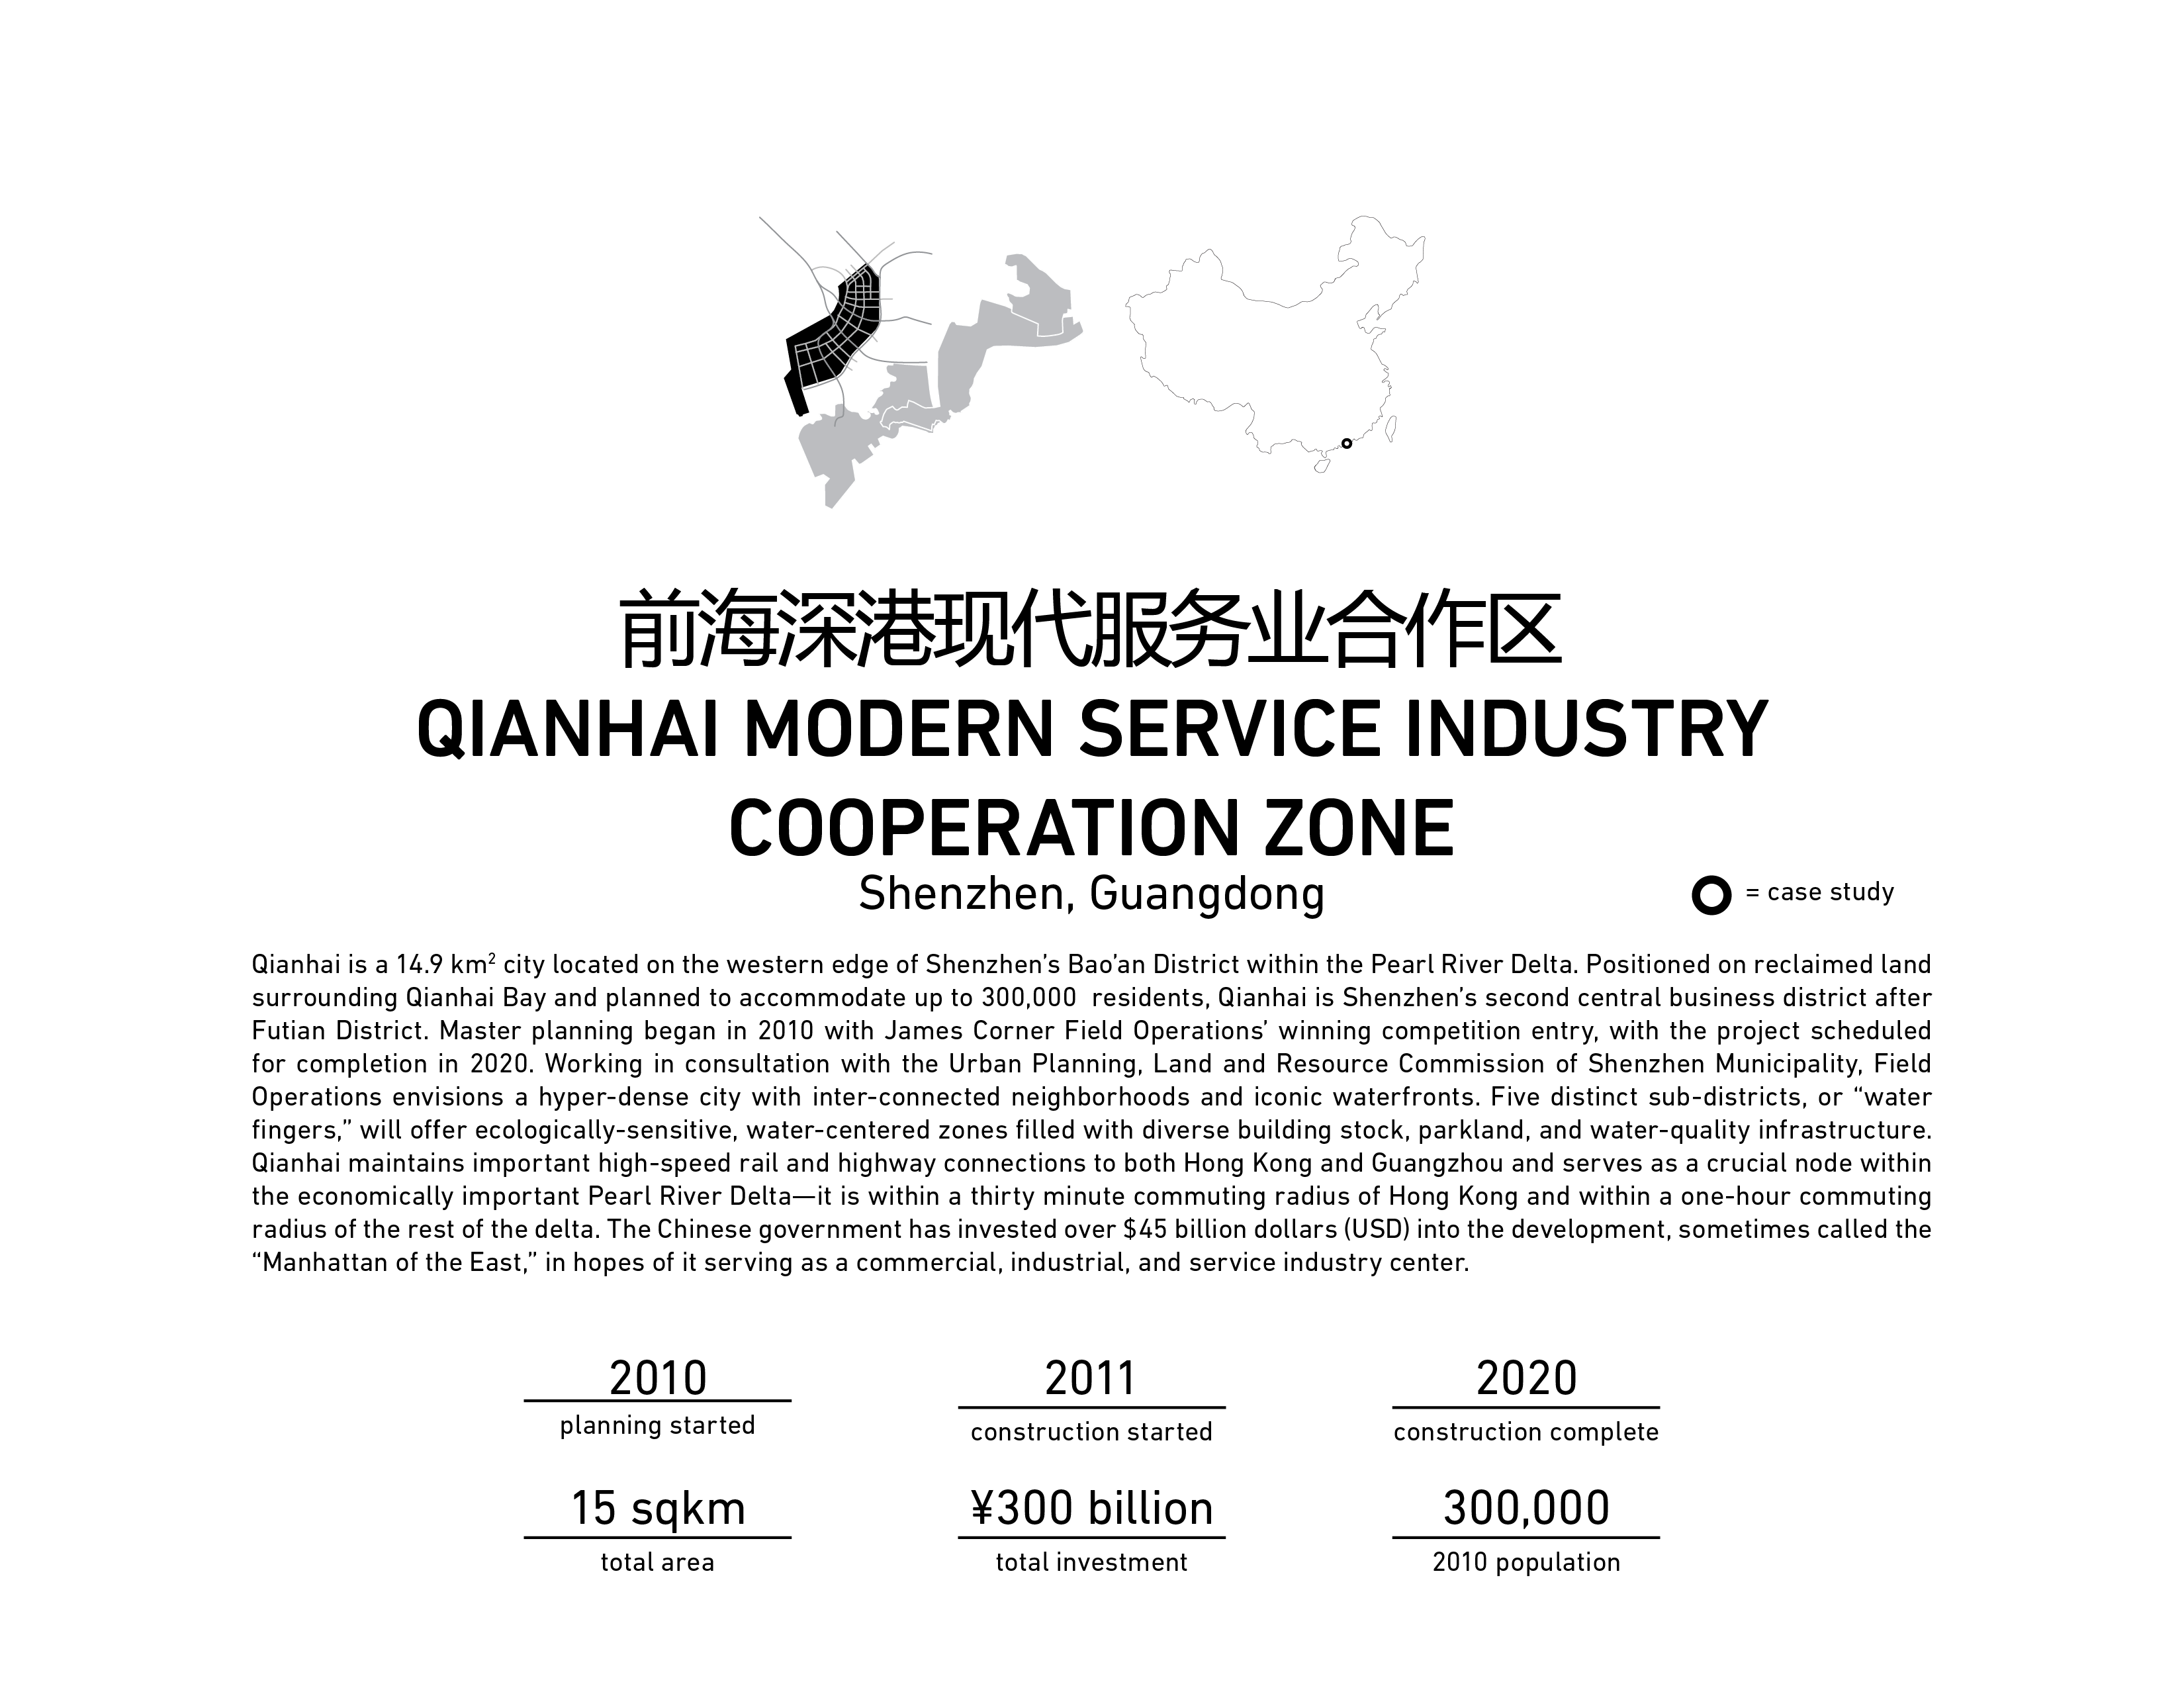 前海深港现代服务业合作区
QIANHAI MODERN SERVICE INDUSTRY
COOPERATION ZONE
Shenzhen, Guangdong
= case study
Qianhai is a 14.9 km² city located on the western edge of Shenzhen’s Bao’an District within the Pearl River Delta. Positioned on reclaimed land
surrounding Qianhai Bay and planned to accommodate up to 300,000  residents, Qianhai is Shenzhen’s second central business district after
Futian District. Master planning began in 2010 with James Corner Field Operations’ winning competition entry, with the project scheduled
for completion in 2020. Working in consultation with the Urban Planning, Land and Resource Commission of Shenzhen Municipality, Field
Operations envisions a hyper-dense city with inter-connected neighborhoods and iconic waterfronts. Five distinct sub-districts, or “water
fingers,” will offer ecologically-sensitive, water-centered zones filled with diverse building stock, parkland, and water-quality infrastructure.
Qianhai maintains important high-speed rail and highway connections to both Hong Kong and Guangzhou and serves as a crucial node within
the economically important Pearl River Delta—it is within a thirty minute commuting radius of Hong Kong and within a one-hour commuting
radius of the rest of the delta. The Chinese government has invested over $45 billion dollars (USD) into the development, sometimes called the
“Manhattan of the East,” in hopes of it serving as a commercial, industrial, and service industry center.
2010
planning started
2011
construction started
2020
construction complete
15 sqkm
total area
¥300 billion
total investment
300,000
2010 population